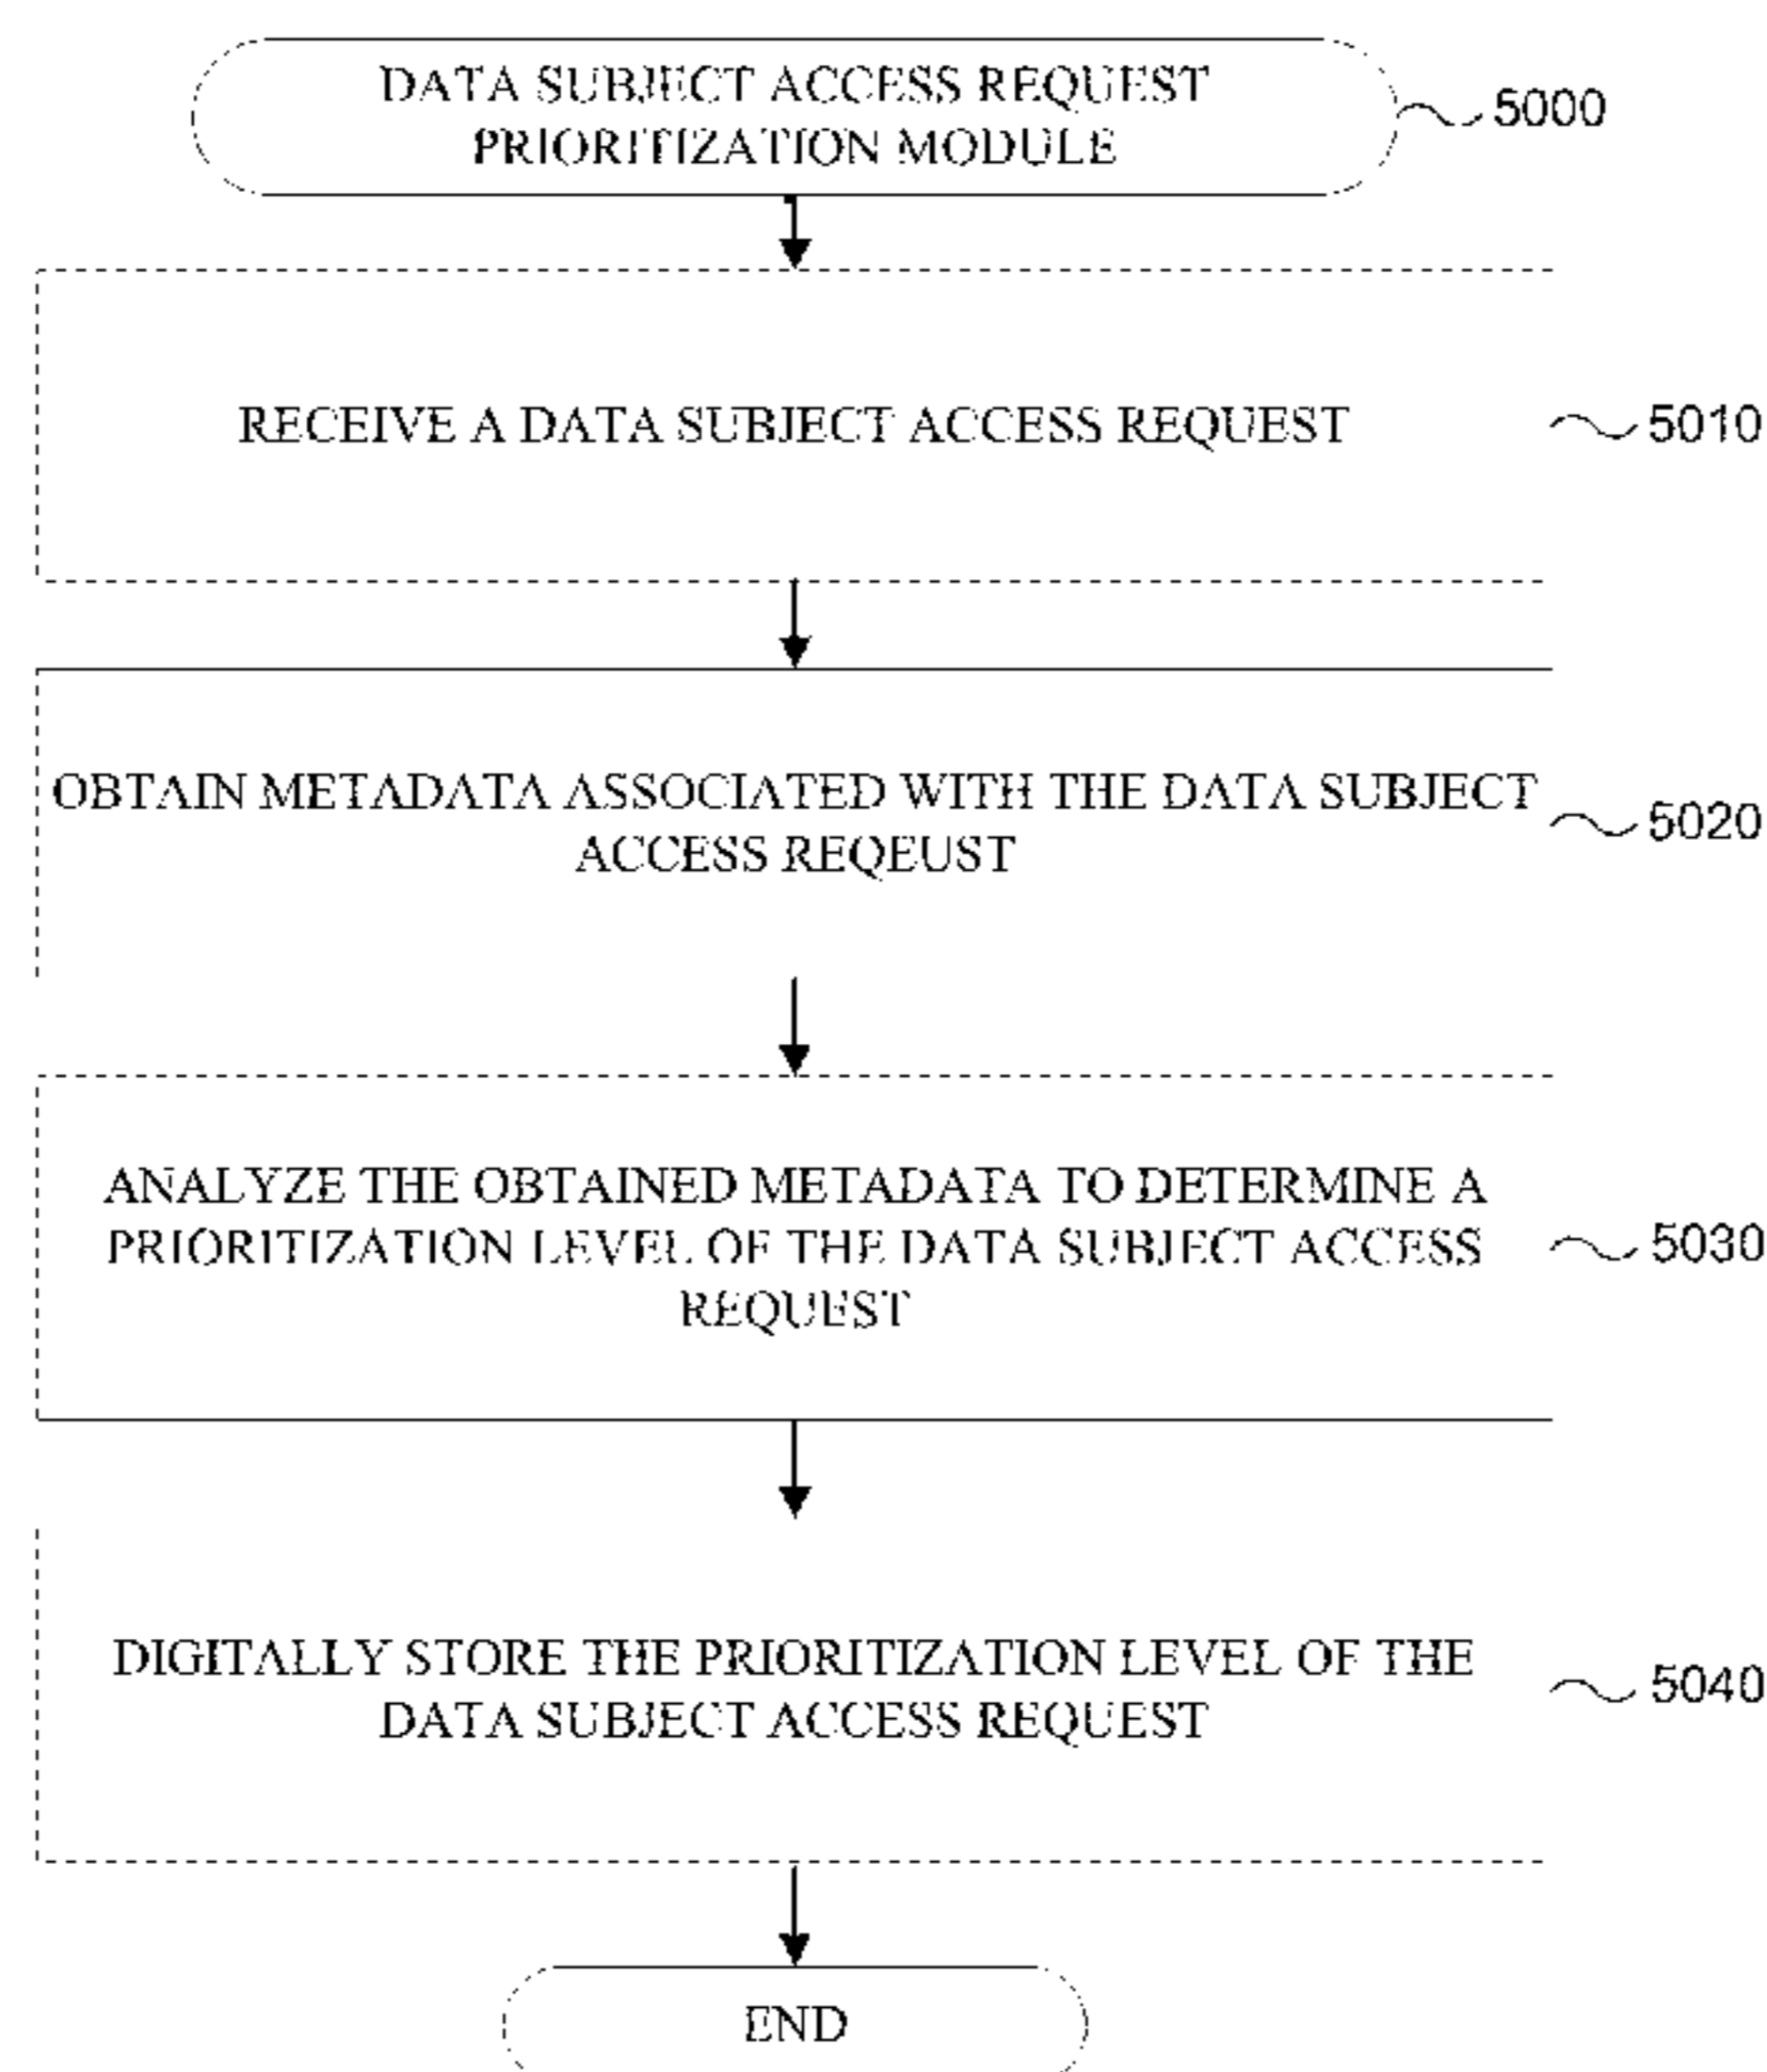 DATA SUBJECT ACCESS REQUEST
PRIORITIZATION MODULE
5000
RECEIVE A DATA SUBJECT ACCESS REQUEST
5010
OBTAIN METADATA ASSOCIATED WITH THE DATA SUBJECT
ACCESS REQEUST
5020
ANALYZE THE OBTAINED METADATA TO DETERMINE A
PRIORITIZATION LEVEL OF THE DATA SUBJECT ACCESS
REQUEST
5030
DIGITALLY STORE THE PRIORITIZATION LEVEL OF THE
DATA SUBJECT ACCESS REQUEST
5040
END